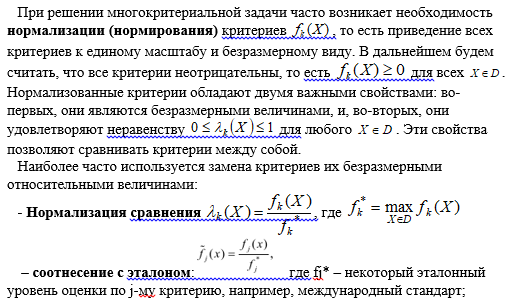 При решении многокритериальной задачи часто возникает необходимость
нормализации (нормирования) критериев f_k(X), то есть приведение всех
критериев к единому масштабу и безразмерному виду. В дальнейшем будем
считать, что все критерии неотрицательны, то есть f_k(X) ≥ 0 для всех X ∈ D.
Нормализованные критерии обладают двумя важными свойствами: во-
первых, они являются безразмерными величинами, и, во-вторых, они
удовлетворяют неравенству 0 ≤ λ_k(X) ≤ 1 для любого X ∈ D. Эти свойства
позволяют сравнивать критерии между собой.
Наиболее часто используется замена критериев их безразмерными
относительными величинами:
- Нормализация сравнения λ_k(X) = f_k(X) / f_k^*, где f_k^* = max_{X∈D} f_k(X)
– соотнесение с эталоном: f̃_j(x) = f_j(x) / f_j^*, где fj* – некоторый эталонный
уровень оценки по j-му критерию, например, международный стандарт;